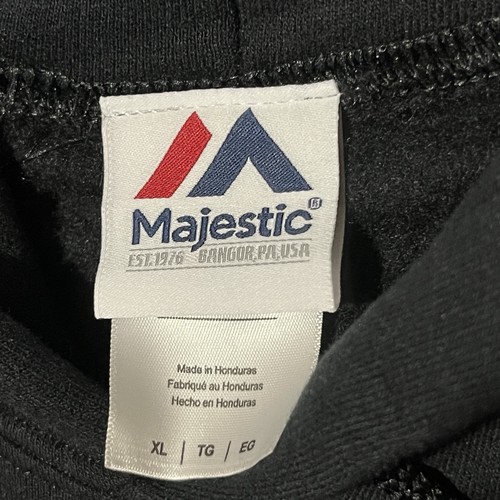 Majestic®
EST.1976 BANGOR,PA,USA
Made in Honduras
Fabriqué au Honduras
Hecho en Honduras
XL | TG / EG